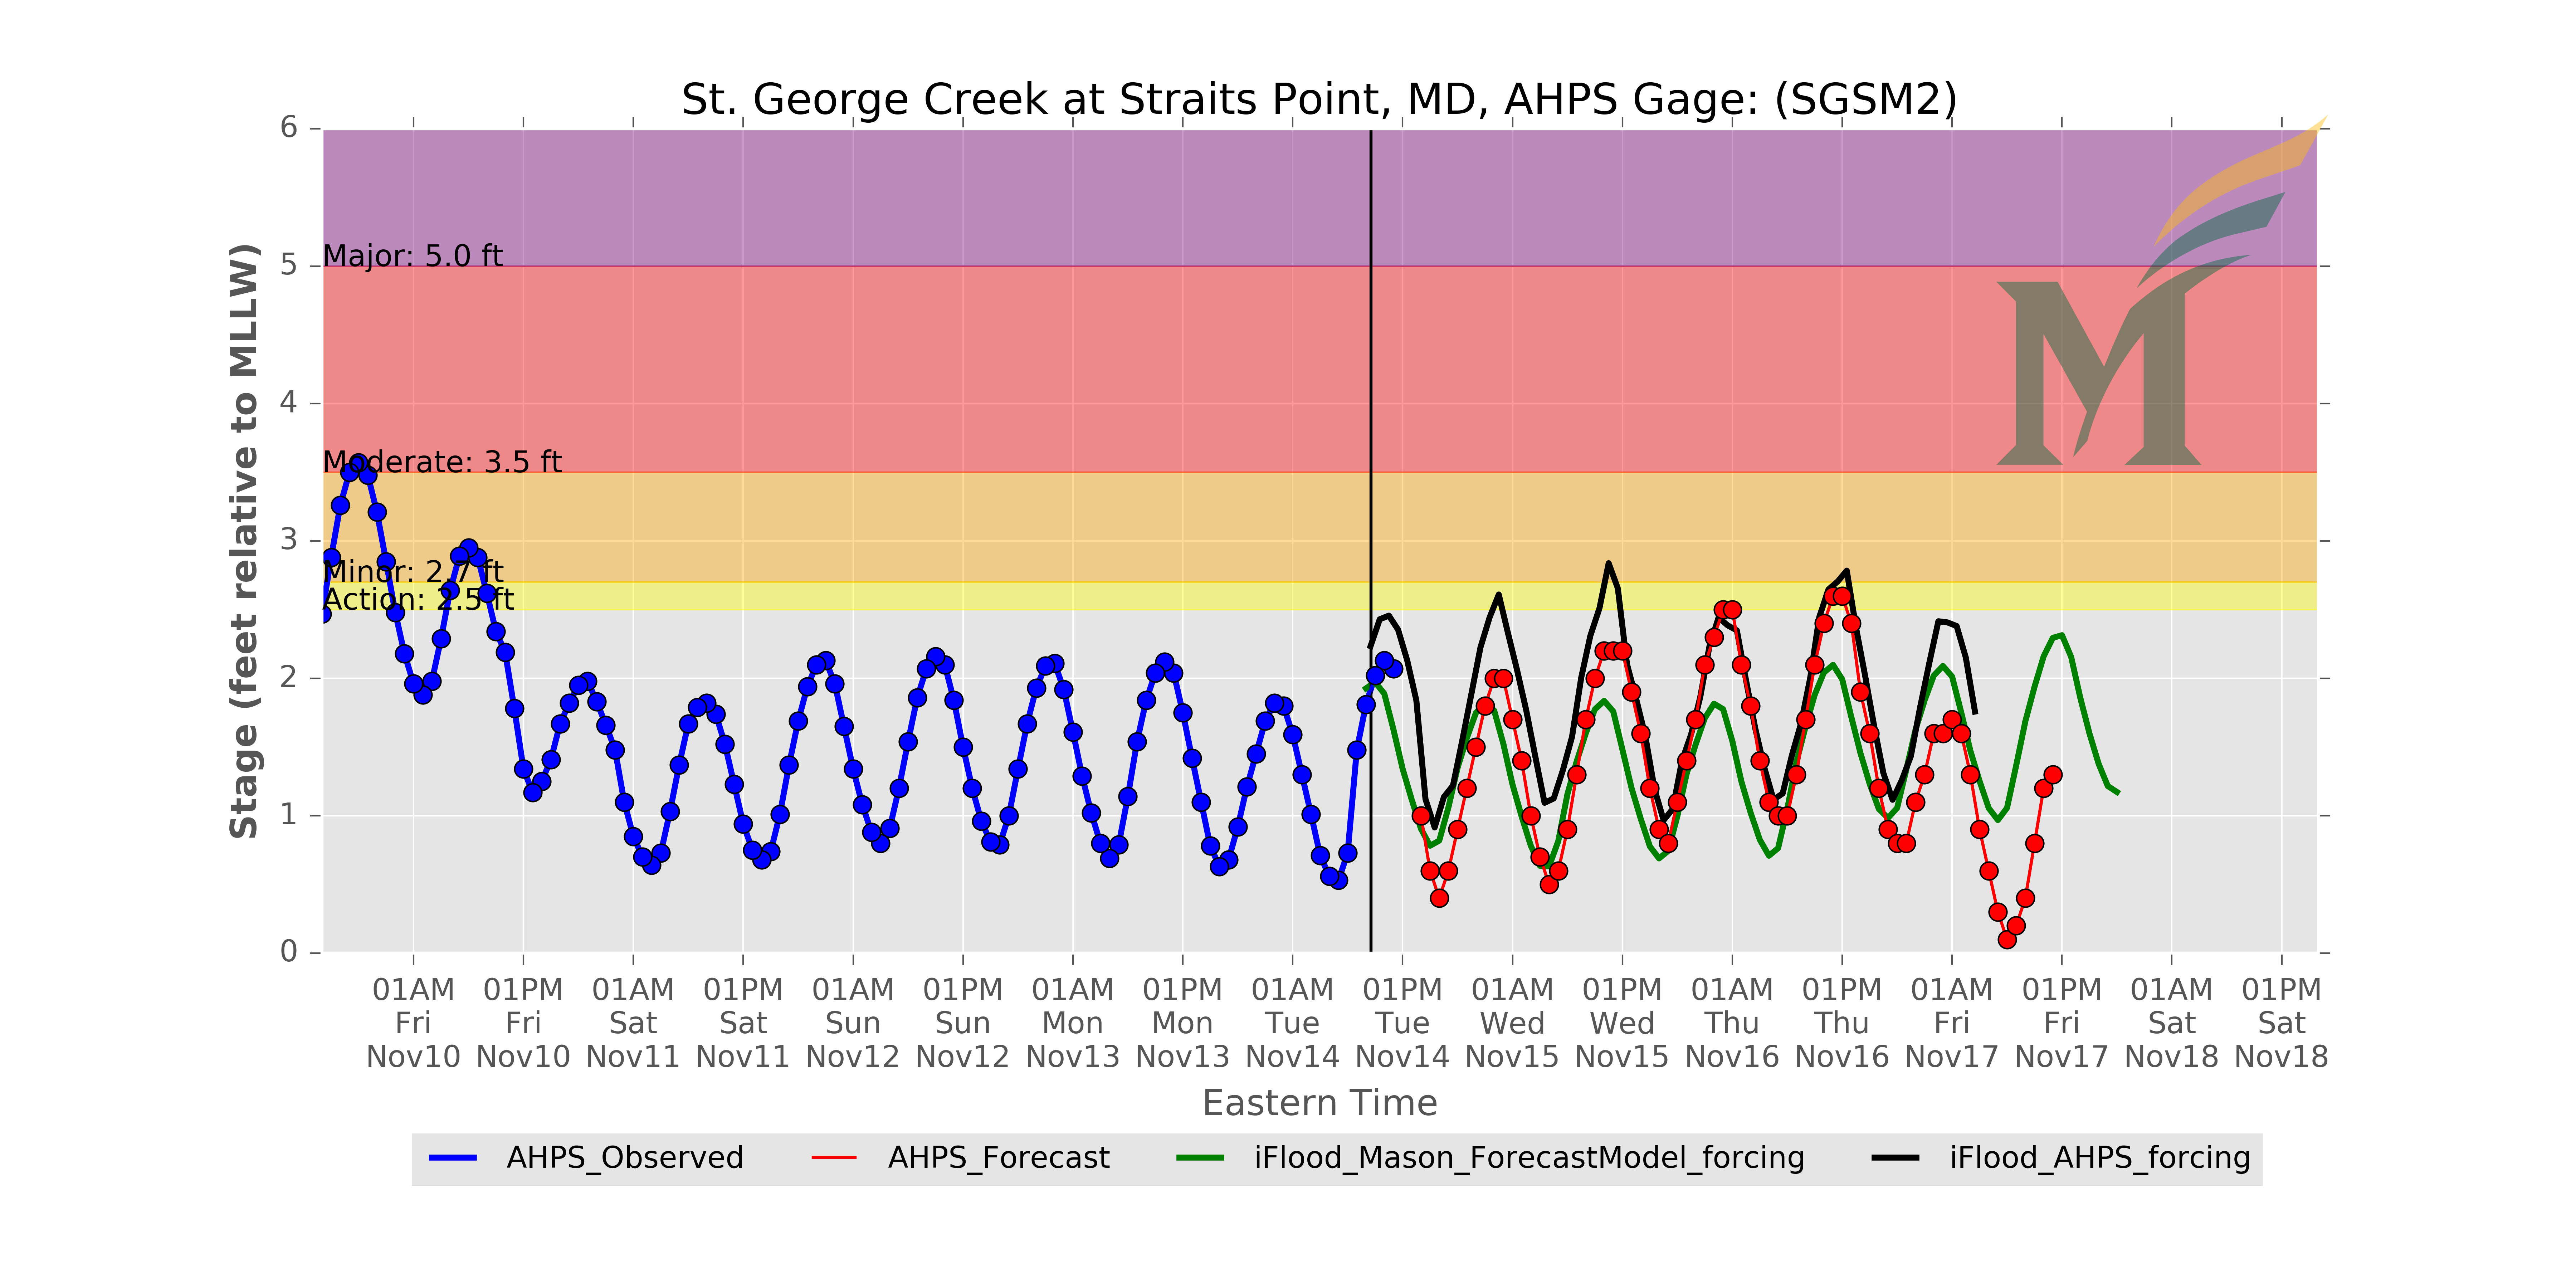 St. George Creek at Straits Point, MD, AHPS Gage: (SGSM2)
Stage (feet relative to MLLW)
6
5
4
3
2
1
0
Major: 5.0 ft
Moderate: 3.5 ft
Minor: 2.7 ft
Action: 2.5 ft
M
01AM 01PM 01AM 01PM 01AM 01PM 01AM 01PM 01AM 01PM 01AM 01PM 01AM 01PM 01AM 01PM 01AM 01PM
Fri Fri Sat Sat Sun Sun Mon Mon Tue Tue Wed Wed Thu Thu Fri Fri Sat Sat
Nov10 Nov10 Nov11 Nov11 Nov12 Nov12 Nov13 Nov13 Nov14 Nov14 Nov15 Nov15 Nov16 Nov16 Nov17 Nov17 Nov18 Nov18
Eastern Time
AHPS_Observed AHPS_Forecast iFlood_Mason_ForecastModel_forcing iFlood_AHPS_forcing